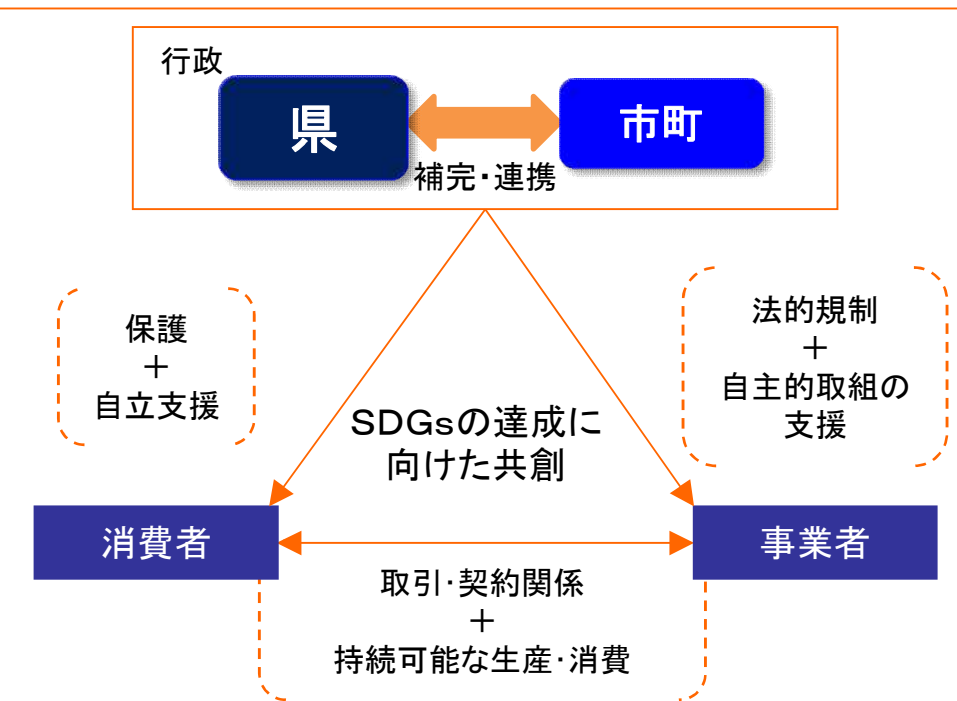 行政
県
市町
補完・連携
保護
＋
自立支援
法的規制
＋
自主的取組の
支援
SDGsの達成に
向けた共創
消費者
事業者
取引・契約関係
＋
持続可能な生産・消費